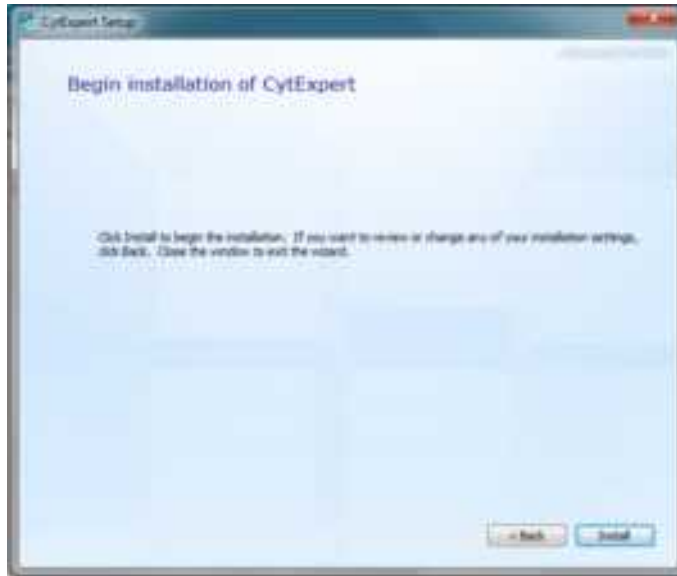 CytExpert Setup
Begin installation of CytExpert
Click Install to begin the installation. If you want to review or change any of your installation settings,
click Back. Close the window to exit the wizard.
< Back
Install